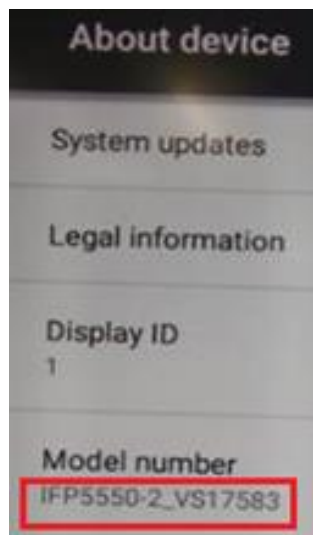 About device
System updates
Legal information
Display ID
1
Model number
IFP5550-2_VS17583